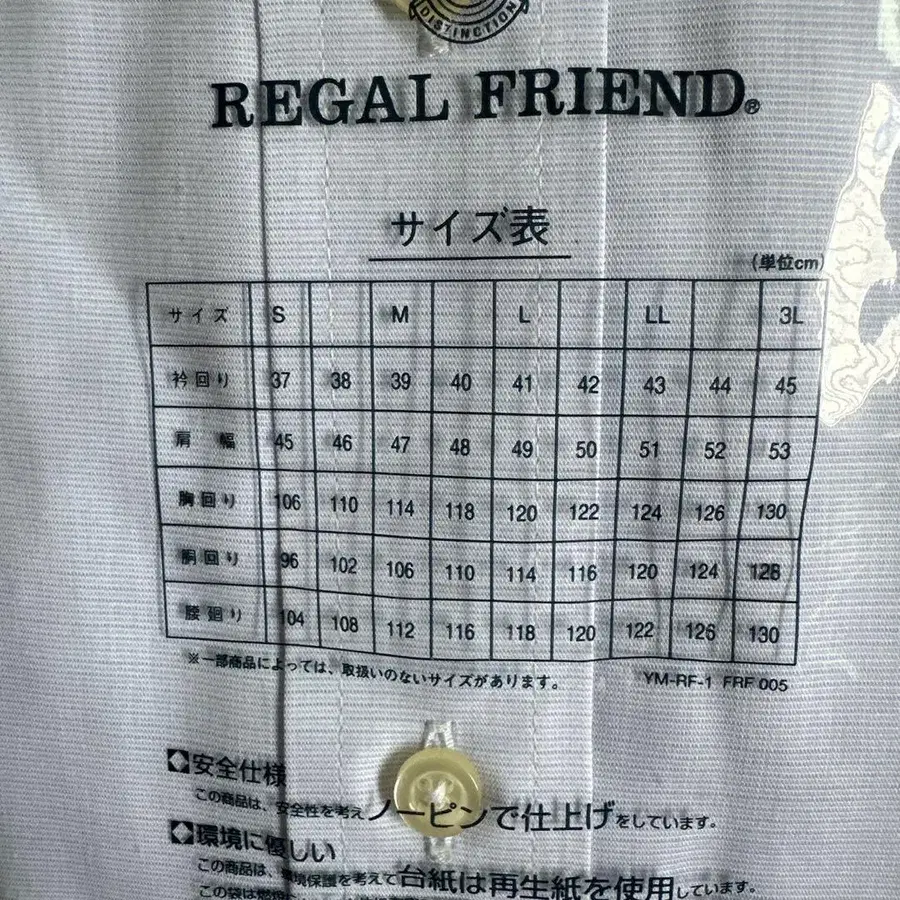 DISTINCTION
REGAL FRIEND®
サイズ表
(単位cm)
サイズ S M L LL 3L
衿回り 37 38 39 40 41 42 43 44 45
肩幅 45 46 47 48 49 50 51 52 53
胸回り 106 110 114 118 120 122 124 126 130
胴回り 96 102 106 110 114 116 120 124 128
腰廻り 104 108 112 116 118 120 122 126 130
※一部商品によっては、取扱いのないサイズがあります。 YM-RF-1 FRF 005
安全仕様
この商品は、安全性を考えノーピンで仕上げをしています。
環境に優しい
この商品は、環境保護を考えて台紙は再生紙を使用しています。
この袋は